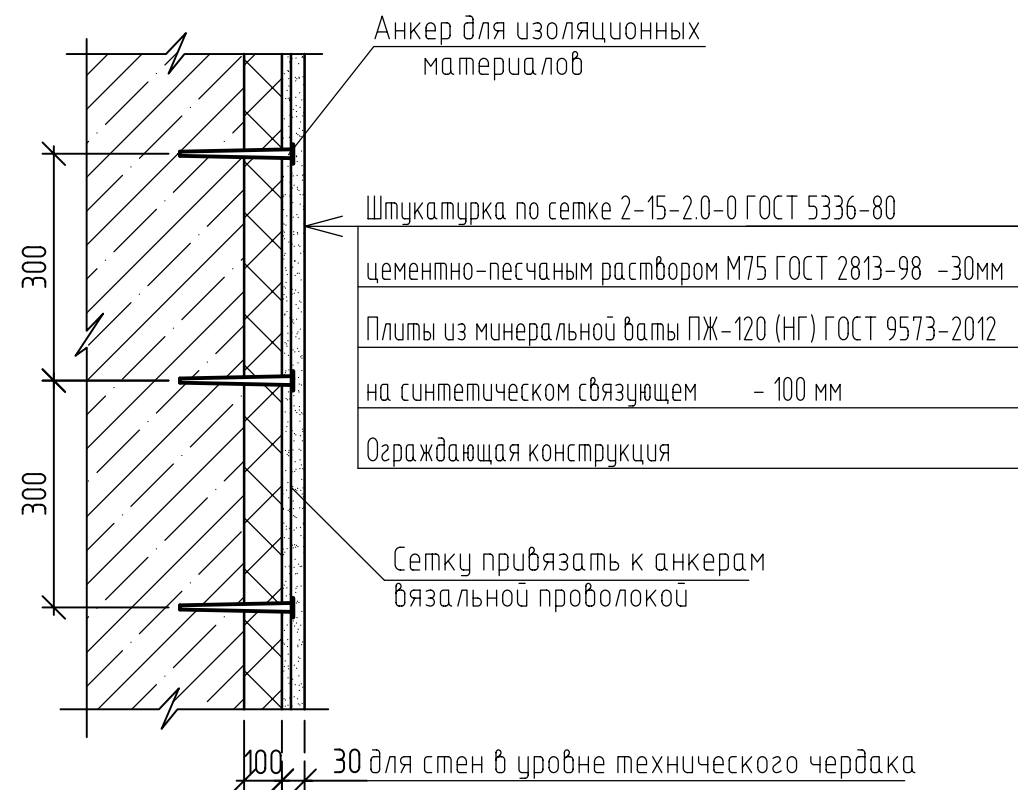 Анкер для изоляционных
материалов
Штукатурка по сетке 2-15-2.0-0 ГОСТ 5336-80
цементно-песчаным раствором М75 ГОСТ 2813-98 -30мм
Плиты из минеральной ваты ПЖ-120 (НГ) ГОСТ 9573-2012
на синтетическом связующем - 100 мм
Ограждающая конструкция
300
300
Сетку привязать к анкерам
вязальной проволокой
100 30 для стен в уровне технического чердака